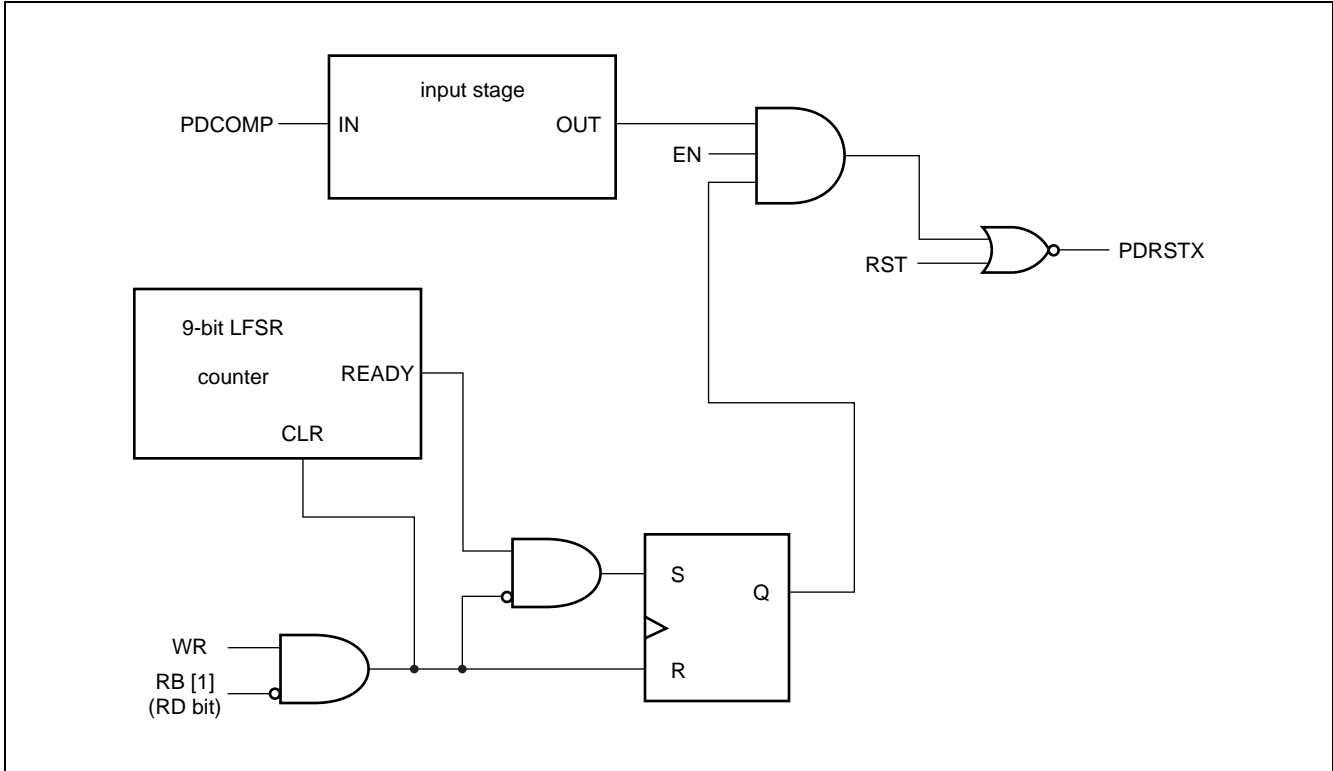 input stage
PDCOMP
IN
OUT
EN
RST
PDRSTX
9-bit LFSR
counter
READY
CLR
S
Q
R
WR
RB [1]
(RD bit)